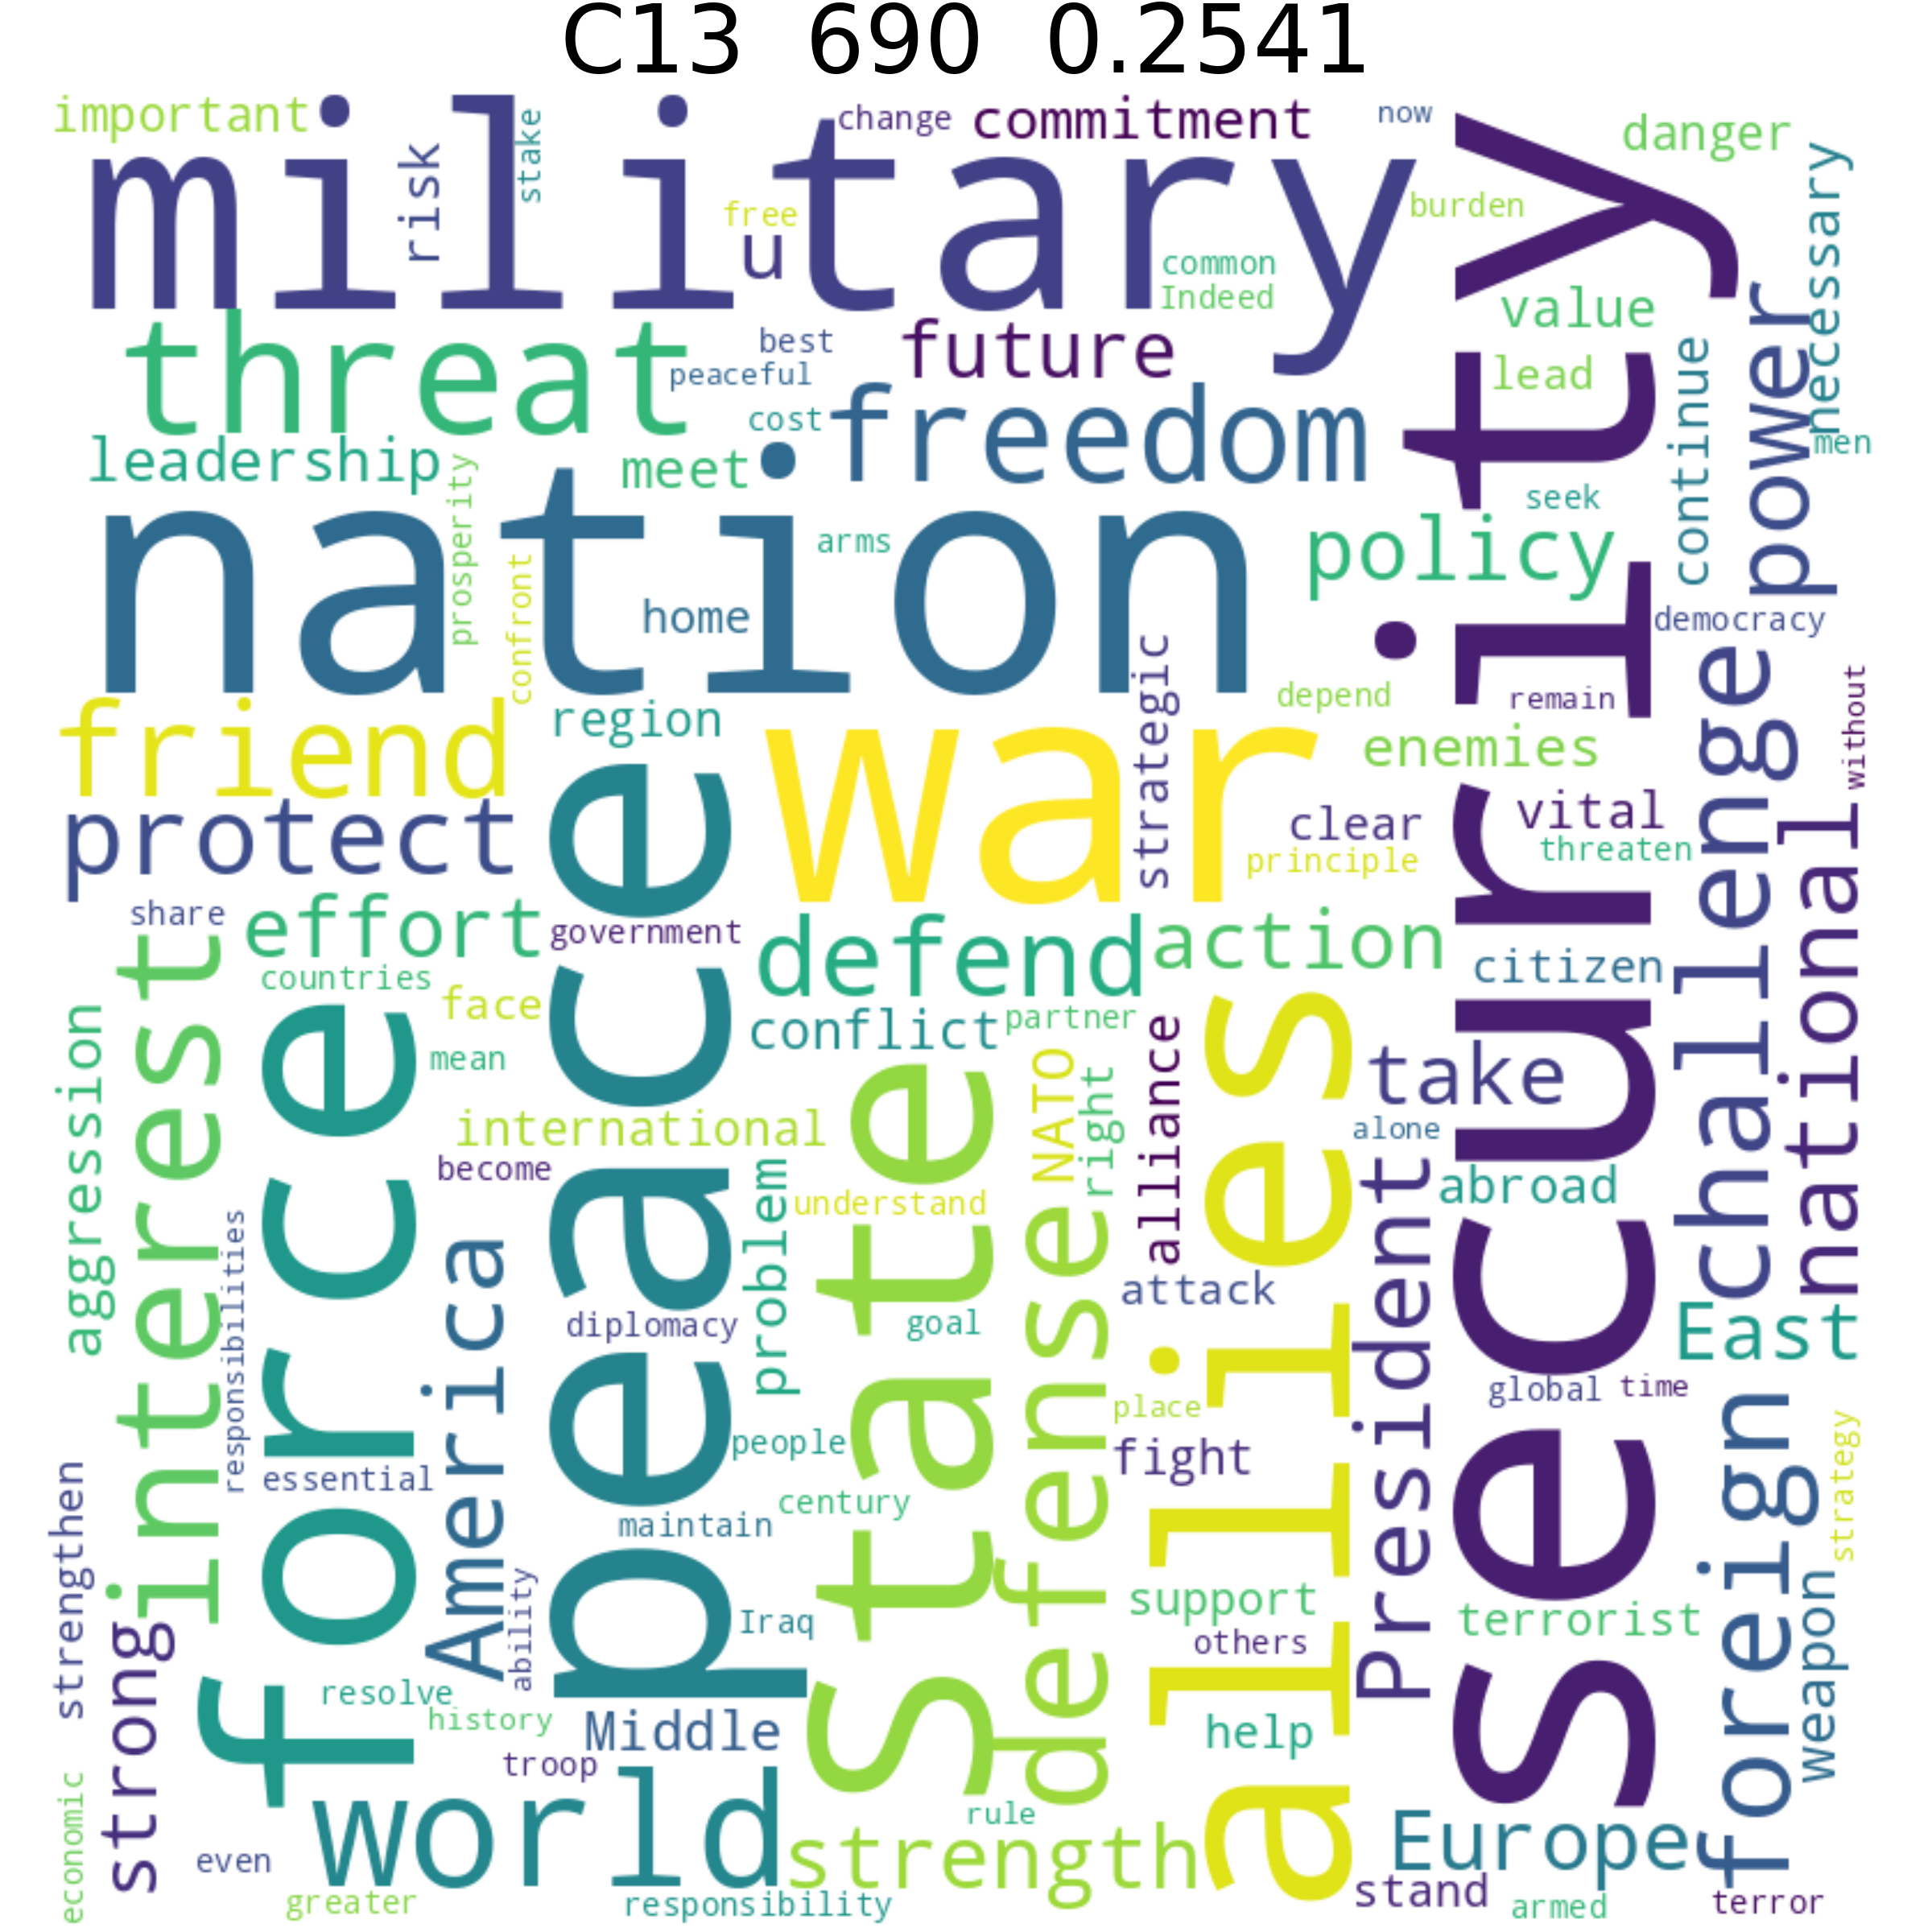 C13 690 0.2541
important
risk
stake
change
commitment
now
danger
military
free
u
burden
necessary
common
Indeed
value
threat
best
peaceful
future
lead
cost
freedom
continue
power
men
leadership
prosperity
meet
seek
nation
arms
policy
confront
home
democracy
security
friend
region
strategic
depend
remain
without
war
enemies
protect
clear
vital
principle
threaten
challenge
national
share
effort
government
defend
action
citizen
countries
face
conflict
partner
aggression
interest
force
mean
peace
NATO
right
alliance
take
international
alone
become
problem
understand
State
abroad
responsibilities
America
defense
allies
President
attack
diplomacy
goal
East
global
time
place
people
fight
foreign
strategy
essential
century
strengthen
maintain
ability
Iraq
support
terrorist
others
weapon
strong
resolve
history
Middle
help
troop
economic
world
rule
even
strength
Europe
greater
responsibility
stand
armed
terror